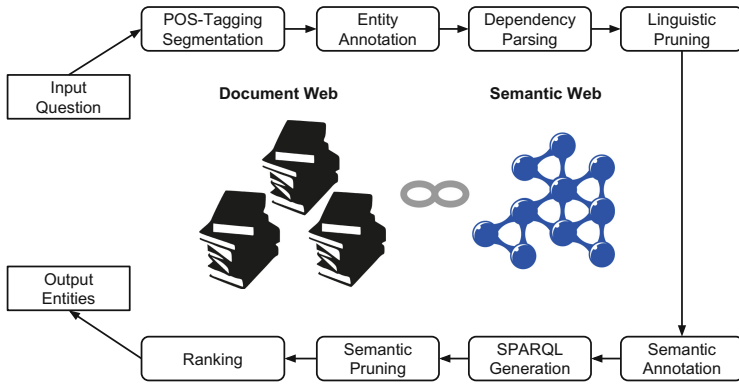 POS-Tagging
Segmentation
Entity
Annotation
Dependency
Parsing
Linguistic
Pruning
Input
Question
Document Web
Semantic Web
Output
Entities
Ranking
Semantic
Pruning
SPARQL
Generation
Semantic
Annotation